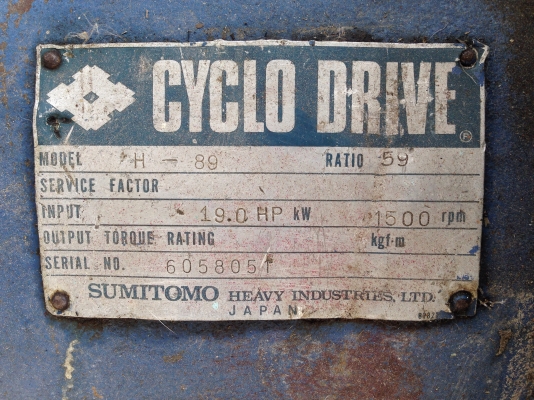 CYCLO DRIVE ®
MODEL H - 89 RATIO 59
SERVICE FACTOR
INPUT 19.0 HP kW 1500 rpm
OUTPUT TORQUE RATING kgf·m
SERIAL NO. 6058051
SUMITOMO HEAVY INDUSTRIES, LTD.
JAPAN